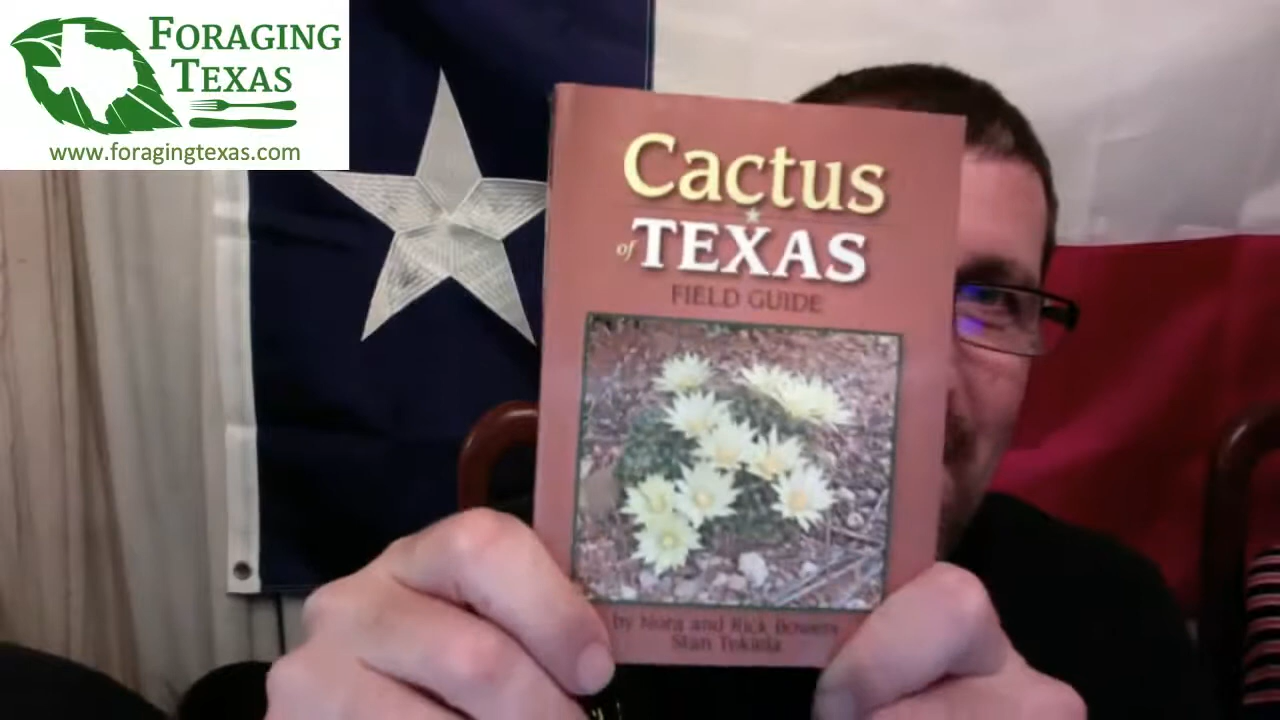 FORAGING
TEXAS
www.foragingtexas.com
Cactus
of TEXAS
FIELD GUIDE
by Nora and Rick Bowers
Stan Tekiela